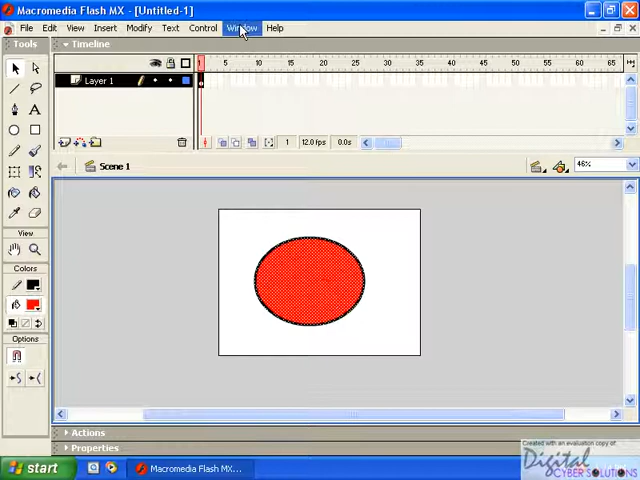 Macromedia Flash MX - [Untitled-1]
File Edit View Insert Modify Text Control Window Help
Tools
Timeline
1 5 10 15 20 25 30 35 40 45 50 55 60 65
Layer 1
1 12.0 fps 0.0s
Scene 1
46%
View
Colors
Options
Actions
Properties
Created with an evaluation copy of
Digital
CYBER SOLUTIONS
start
Macromedia Flash MX...